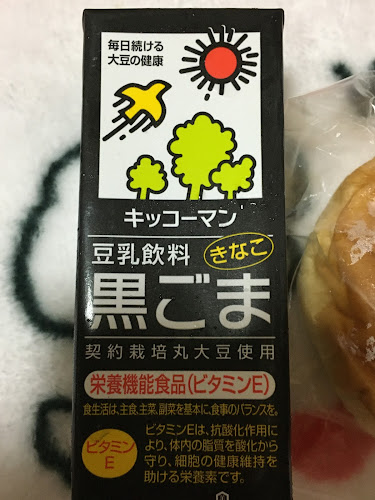 毎日続ける
大豆の健康
キッコーマン
豆乳飲料
きなこ
黒ごま
契約栽培丸大豆使用
栄養機能食品(ビタミンE)
食生活は、主食、主菜、副菜を基本に、食事のバランスを。
ビタミン
E
ビタミンEは、抗酸化作用に
より、体内の脂質を酸化から
守り、細胞の健康維持を
助ける栄養素です。